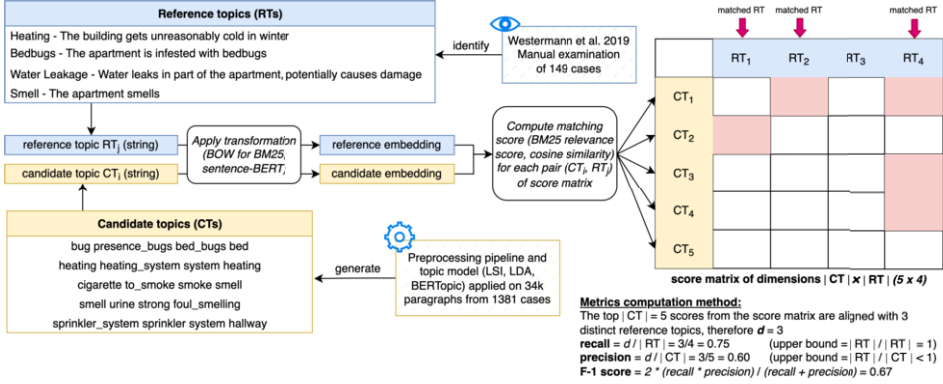 Reference topics (RTs)
Heating - The building gets unreasonably cold in winter
Bedbugs - The apartment is infested with bedbugs
Water Leakage - Water leaks in part of the apartment, potentially causes damage
Smell - The apartment smells
identify
Westermann et al. 2019
Manual examination
of 149 cases
reference topic RTj (string)
candidate topic CTi (string)
Apply transformation
(BOW for BM25,
sentence-BERT)
reference embedding
candidate embedding
Compute matching
score (BM25 relevance
score, cosine similarity)
for each pair (CTi, RTj)
of score matrix
Candidate topics (CTs)
bug presence_bugs bed_bugs bed
heating heating_system system heating
cigarette to_smoke smoke smell
smell urine strong foul_smelling
sprinkler_system sprinkler system hallway
generate
Preprocessing pipeline and
topic model (LSI, LDA,
BERTopic) applied on 34k
paragraphs from 1381 cases
matched RT
matched RT
matched RT
RT1
RT2
RT3
RT4
CT1
CT2
CT3
CT4
CT5
score matrix of dimensions | CT | x | RT | (5 x 4)
Metrics computation method:
The top | CT | = 5 scores from the score matrix are aligned with 3
distinct reference topics, therefore d = 3
recall = d / | RT | = 3/4 = 0.75 (upper bound = | RT | / | RT | = 1)
precision = d / | CT | = 3/5 = 0.60 (upper bound = | RT | / | CT | < 1)
F-1 score = 2 * (recall * precision) / (recall + precision) = 0.67